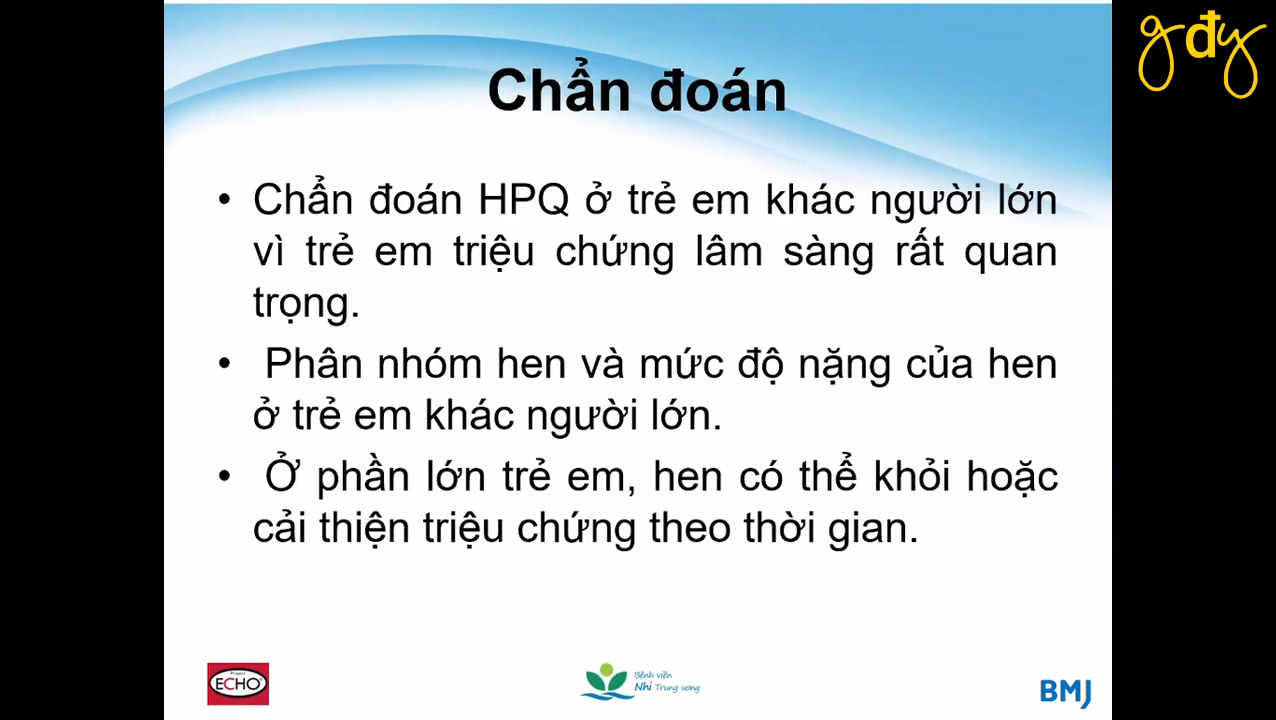 gđy
Chẩn đoán
• Chẩn đoán HPQ ở trẻ em khác người lớn
vì trẻ em triệu chứng lâm sàng rất quan
trọng.
• Phân nhóm hen và mức độ nặng của hen
ở trẻ em khác người lớn.
• Ở phần lớn trẻ em, hen có thể khỏi hoặc
cải thiện triệu chứng theo thời gian.
Project
ECHO
Bệnh viện
Nhi Trung ương
BMJ